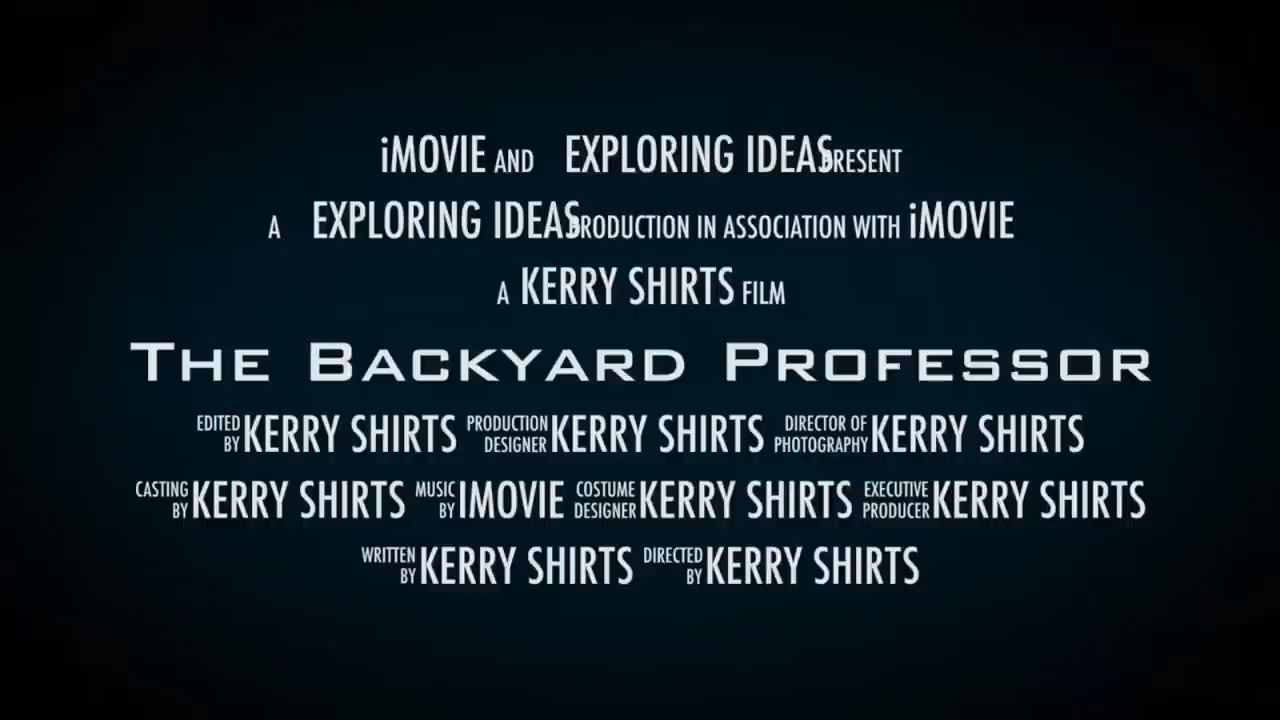 iMOVIE AND EXPLORING IDEAS PRESENT
A EXPLORING IDEAS PRODUCTION IN ASSOCIATION WITH iMOVIE
A KERRY SHIRTS FILM
THE BACKYARD PROFESSOR
EDITED BY KERRY SHIRTS PRODUCTION DESIGNER KERRY SHIRTS DIRECTOR OF PHOTOGRAPHY KERRY SHIRTS
CASTING BY KERRY SHIRTS MUSIC BY IMOVIE COSTUME DESIGNER KERRY SHIRTS EXECUTIVE PRODUCER KERRY SHIRTS
WRITTEN BY KERRY SHIRTS DIRECTED BY KERRY SHIRTS